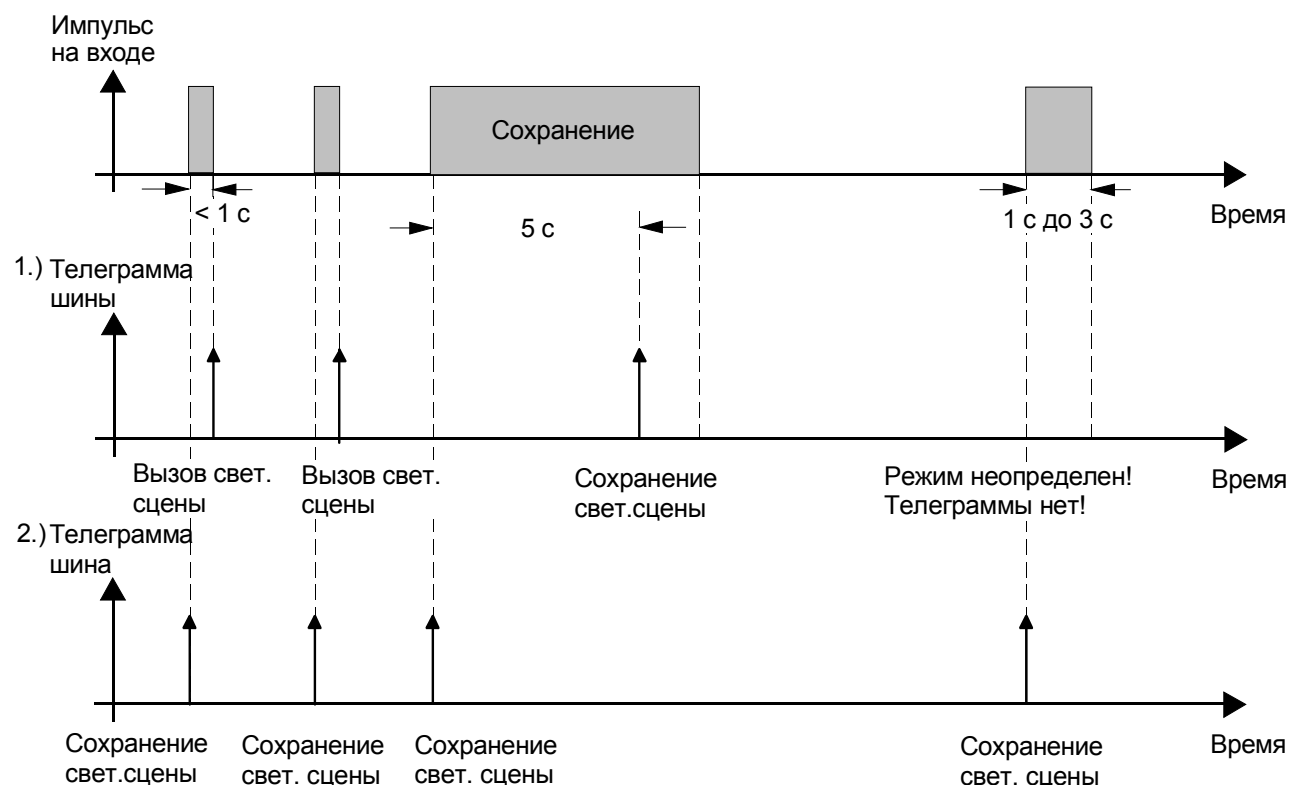 Импульс
на входе
Сохранение
< 1 с
5 с
1 с до 3 с
Время
1.) Телеграмма
шины
Вызов свет.
сцены
Вызов свет.
сцены
Сохранение
свет.сцены
Режим неопределен!
Телеграммы нет!
Время
2.) Телеграмма
шина
Сохранение
свет.сцены
Сохранение
свет. сцены
Сохранение
свет. сцены
Сохранение
свет. сцены
Время